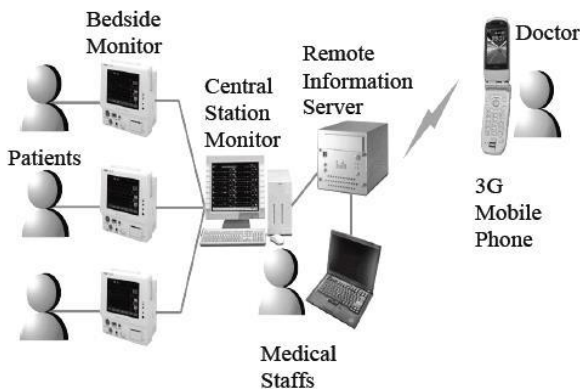 Bedside
Monitor
Central
Station
Monitor
Remote
Information
Server
Doctor
Patients
3G
Mobile
Phone
Medical
Staffs